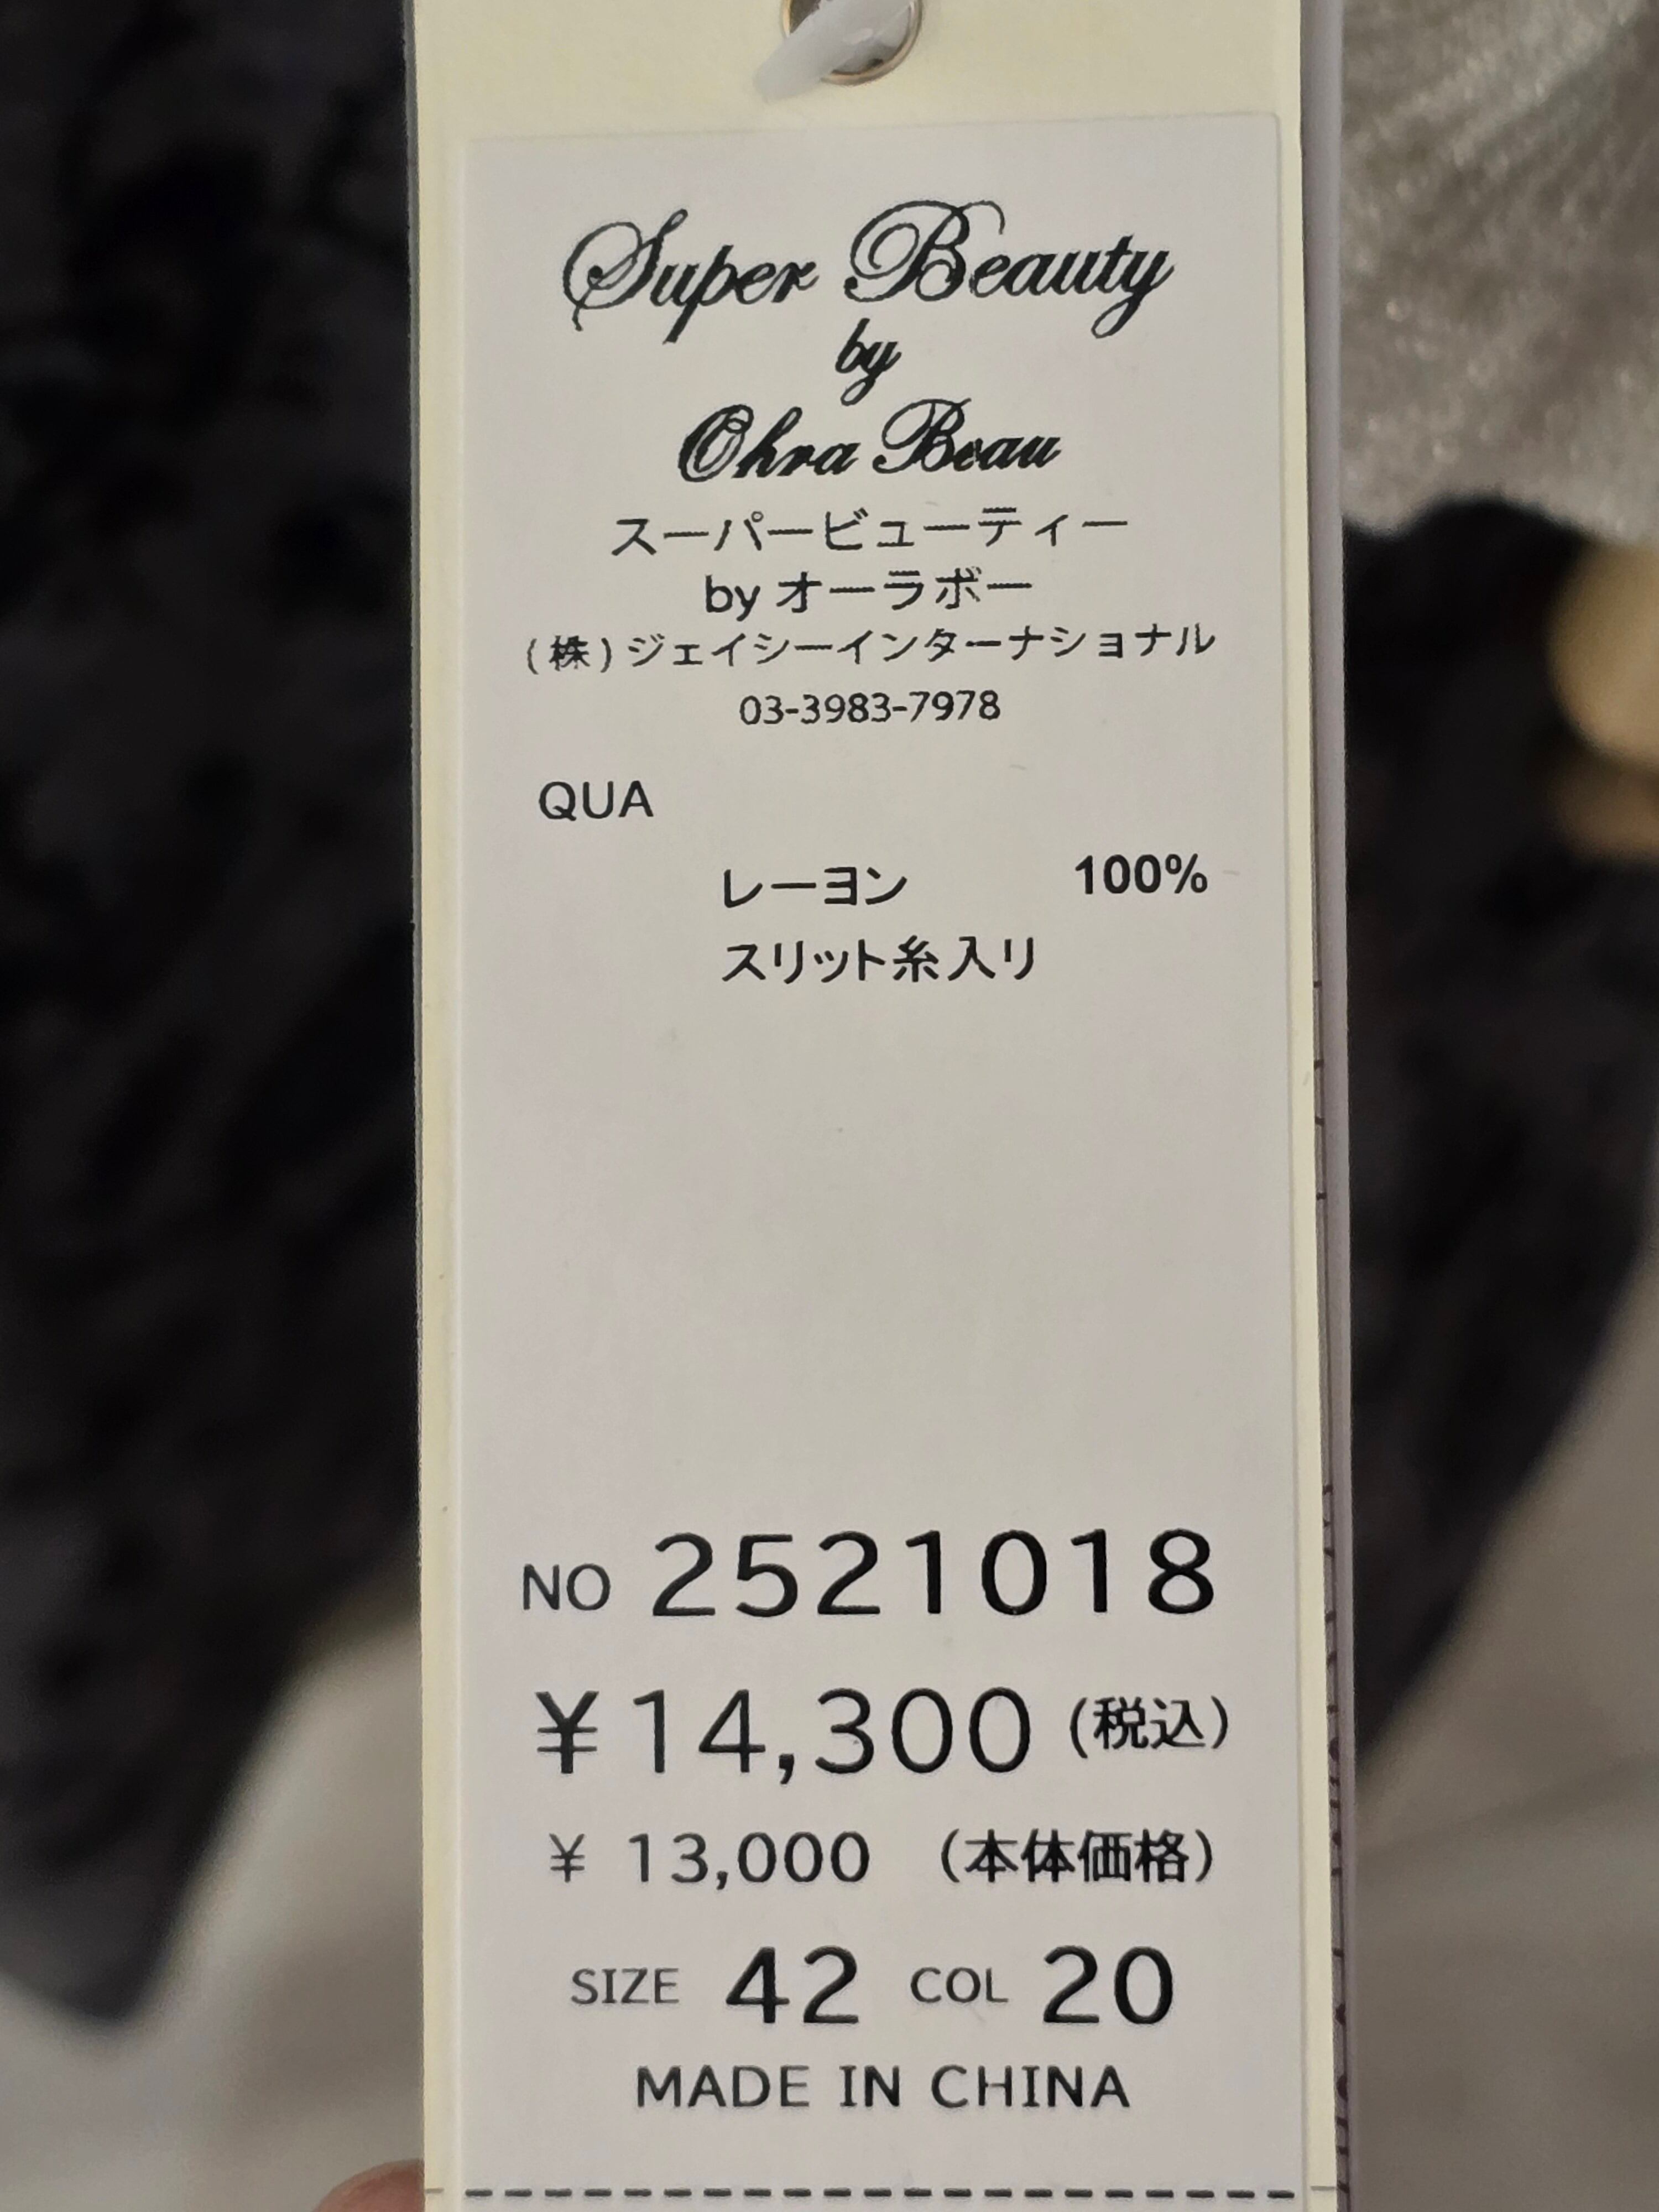 Super Beauty
by
Ohra Beau
スーパービューティー
by オーラボー
(株)ジェイシーインターナショナル
03-3983-7978
QUA
レーヨン 100%
スリット糸入り
NO 2521018
¥14,300 (税込)
¥ 13,000 (本体価格)
SIZE 42 COL 20
MADE IN CHINA